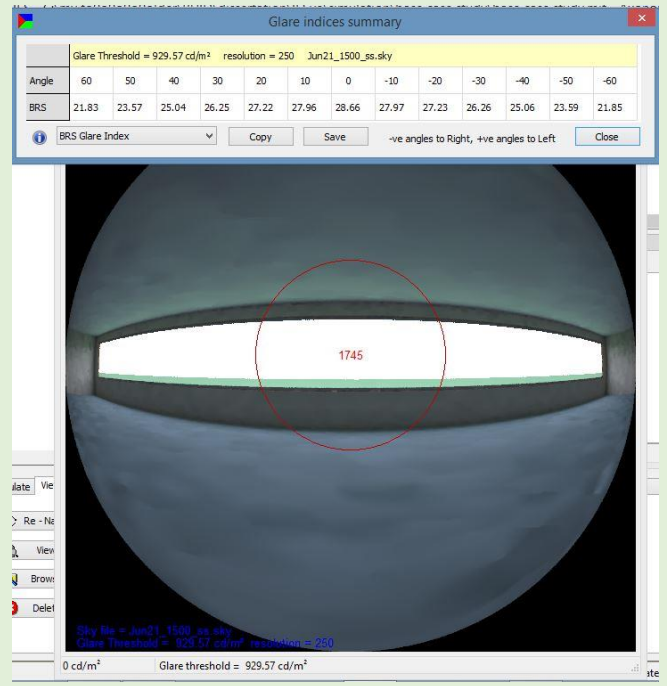 Glare indices summary
Glare Threshold = 929.57 cd/m² resolution = 250 Jun21_1500_ss.sky
Angle 60 50 40 30 20 10 0 -10 -20 -30 -40 -50 -60
BRS 21.83 23.57 25.04 26.25 27.22 27.96 28.66 27.97 27.23 26.26 25.06 23.59 21.85
BRS Glare Index Copy Save -ve angles to Right, +ve angles to Left Close
1745
ulate Vie
Re - Na
View
Brows
Delet
Sky file = Jun21_1500_ss.sky
Glare Threshold = 929.57 cd/m² resolution = 250
0 cd/m² Glare threshold = 929.57 cd/m²